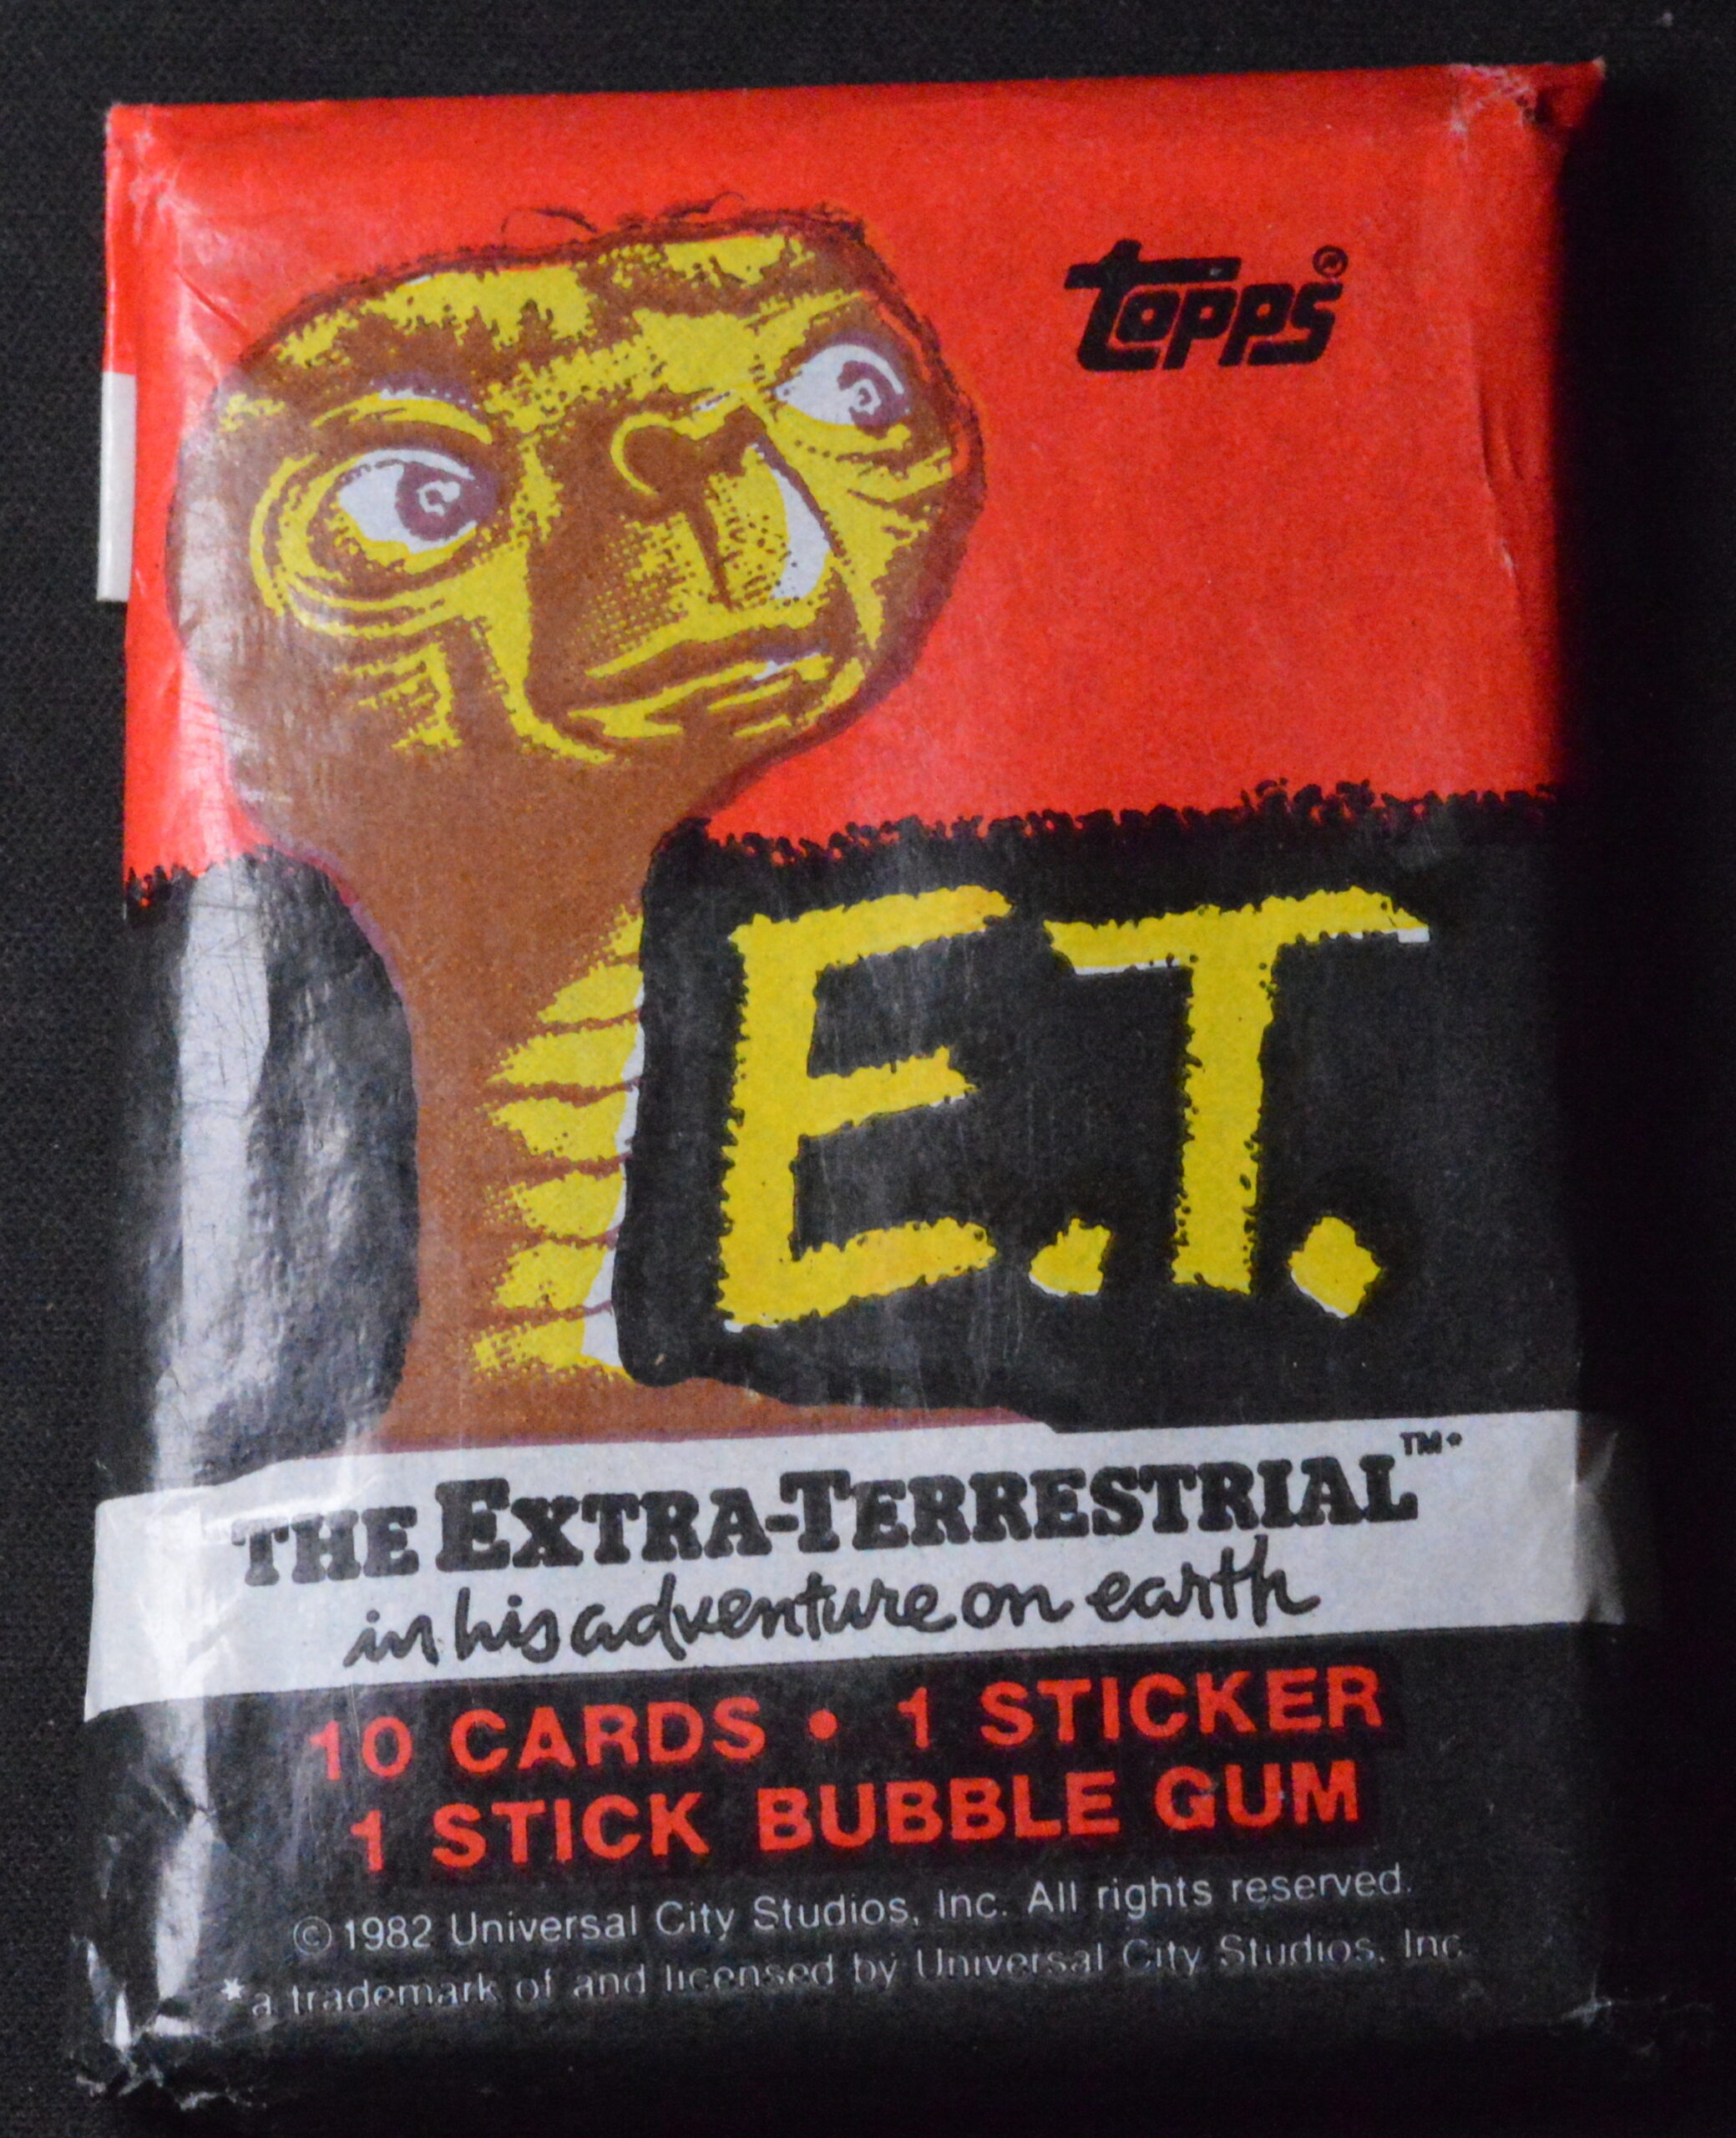 topps®
E.T.
THE EXTRA-TERRESTRIAL™*
in his adventure on earth
10 CARDS • 1 STICKER
1 STICK BUBBLE GUM
© 1982 Universal City Studios, Inc. All rights reserved.
*a trademark of and licensed by Universal City Studios, Inc.